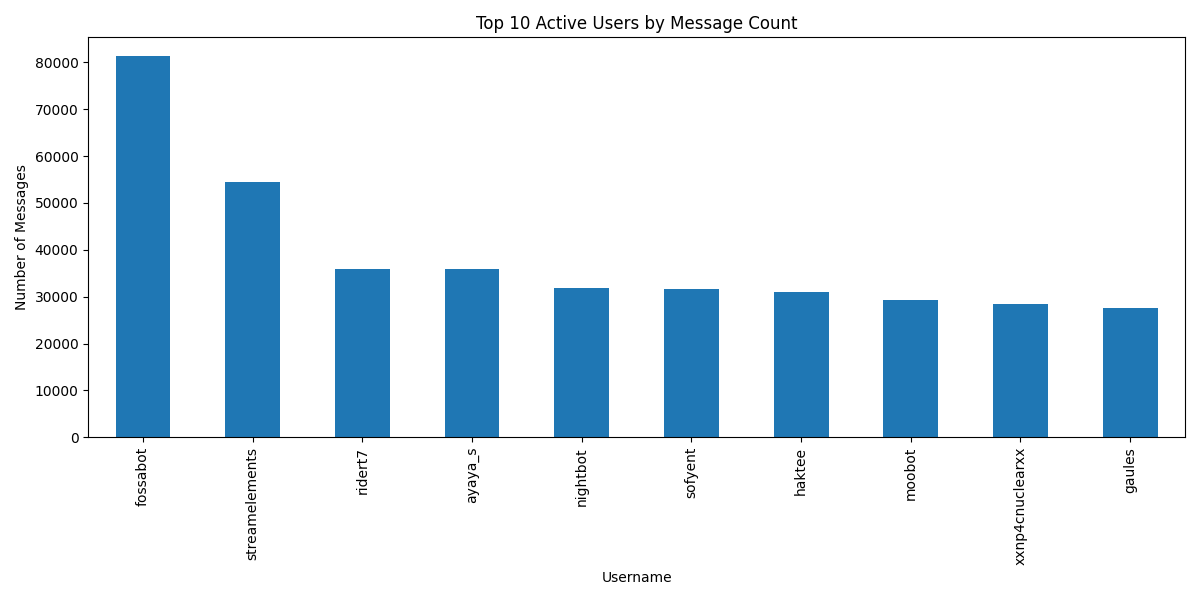 Top 10 Active Users by Message Count
Number of Messages
80000
70000
60000
50000
40000
30000
20000
10000
0
fossabot
streamelements
ridert7
ayaya_s
nightbot
sofyent
haktee
moobot
xxnp4cnuclearxx
gaules
Username